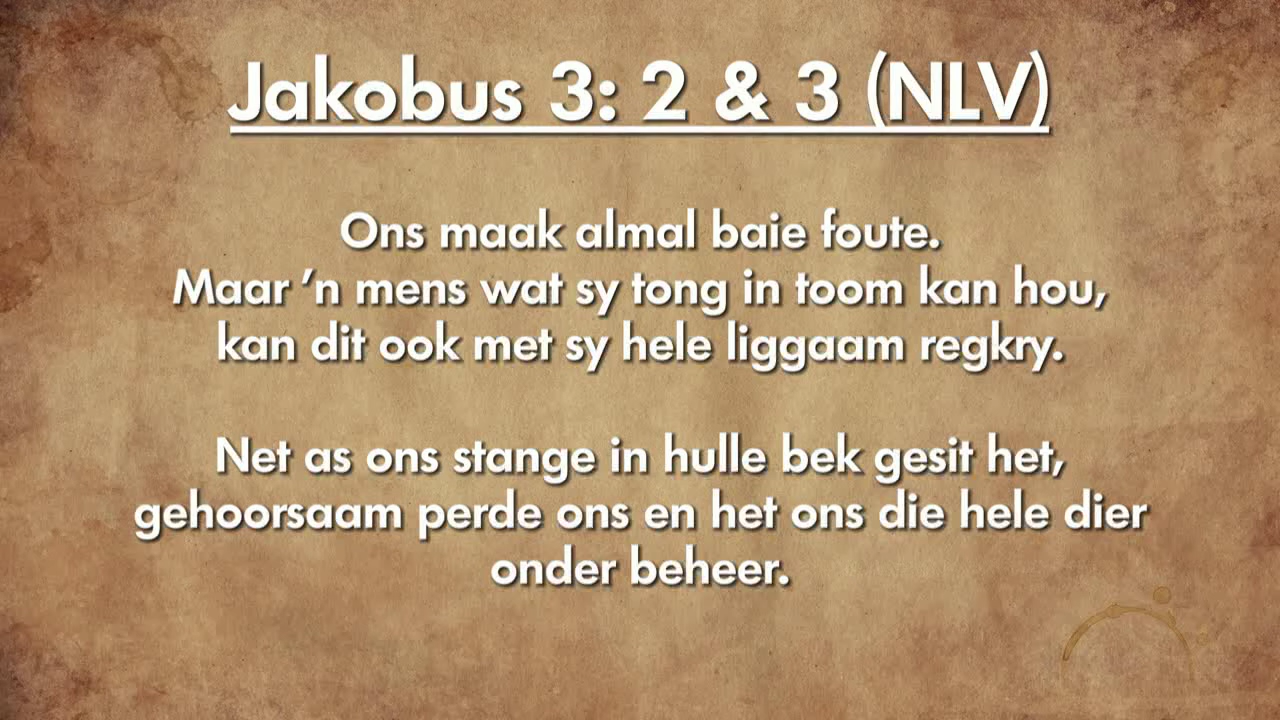 Jakobus 3: 2 & 3 (NLV)
Ons maak almal baie foute.
Maar ’n mens wat sy tong in toom kan hou,
kan dit ook met sy hele liggaam regkry.
Net as ons stange in hulle bek gesit het,
gehoorsaam perde ons en het ons die hele dier
onder beheer.